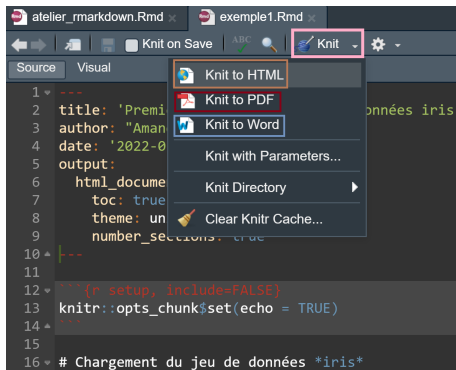 atelier_rmarkdown.Rmd × exemple1.Rmd ×
Knit on Save ABC Knit
Source Visual
Knit to HTML
Knit to PDF
Knit to Word
Knit with Parameters...
Knit Directory
Clear Knitr Cache...
1 ---
2 title: 'Premi onnées iris
3 author: "Aman
4 date: '2022-0
5 output:
6 html_docume
7 toc: true
8 theme: un
9 number_sections: true
10 ---
11
12 ```{r setup, include=FALSE}
13 knitr::opts_chunk$set(echo = TRUE)
14 ```
15
16 # Chargement du jeu de données *iris*